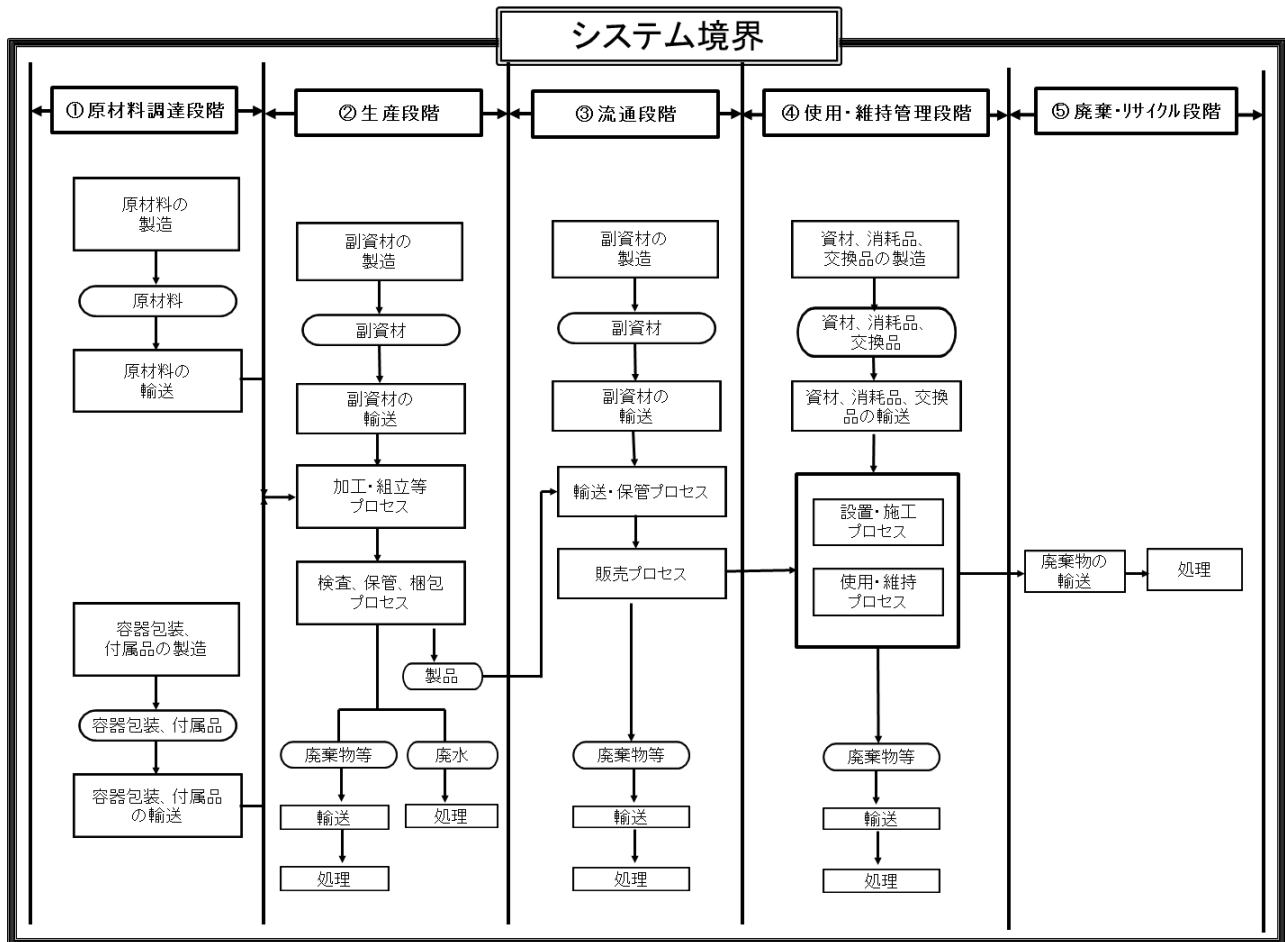 システム境界
①原材料調達段階
②生産段階
③流通段階
④使用・維持管理段階
⑤廃棄・リサイクル段階
原材料の
製造
原材料
原材料の
輸送
容器包装、
付属品の製造
容器包装、付属品
容器包装、付属品
の輸送
副資材の
製造
副資材
副資材の
輸送
加工・組立等
プロセス
検査、保管、梱包
プロセス
製品
廃棄物等
廃水
輸送
処理
処理
副資材の
製造
副資材
副資材の
輸送
輸送・保管プロセス
販売プロセス
廃棄物等
輸送
処理
資材、消耗品、
交換品の製造
資材、消耗品、
交換品
資材、消耗品、交換
品の輸送
設置・施工
プロセス
使用・維持
プロセス
廃棄物等
輸送
処理
廃棄物の
輸送
処理